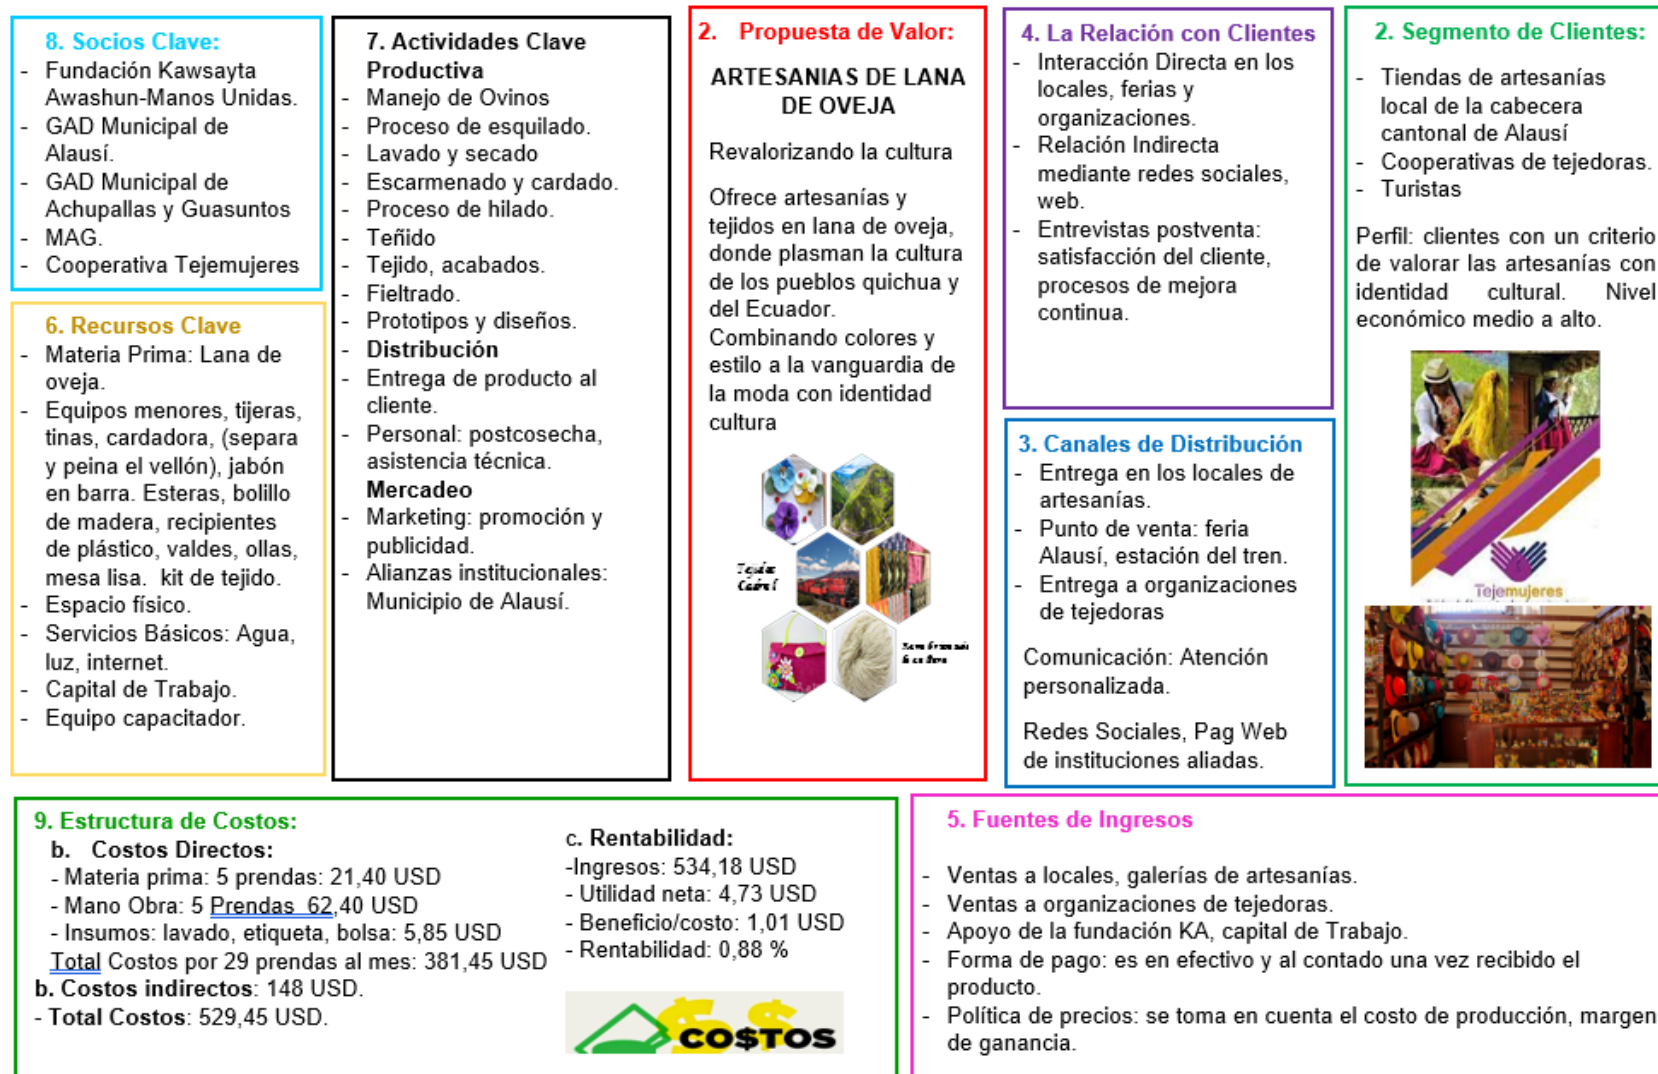 8. Socios Clave:
- Fundación Kawsayta
Awashun-Manos Unidas.
- GAD Municipal de
Alausí.
- GAD Municipal de
Achupallas y Guasuntos
- MAG.
- Cooperativa Tejemujeres
6. Recursos Clave
- Materia Prima: Lana de
oveja.
- Equipos menores, tijeras,
tinas, cardadora, (separa
y peina el vellón), jabón
en barra. Esteras, bolillo
de madera, recipientes
de plástico, valdes, ollas,
mesa lisa. kit de tejido.
- Espacio físico.
- Servicios Básicos: Agua,
luz, internet.
- Capital de Trabajo.
- Equipo capacitador.
7. Actividades Clave
Productiva
- Manejo de Ovinos
- Proceso de esquilado.
- Lavado y secado
- Escarmenado y cardado.
- Proceso de hilado.
- Teñido
- Tejido, acabados.
- Fieltrado.
- Prototipos y diseños.
- Distribución
- Entrega de producto al
cliente.
- Personal: postcosecha,
asistencia técnica.
Mercadeo
- Marketing: promoción y
publicidad.
- Alianzas institucionales:
Municipio de Alausí.
2. Propuesta de Valor:
ARTESANIAS DE LANA
DE OVEJA
Revalorizando la cultura
Ofrece artesanías y
tejidos en lana de oveja,
donde plasman la cultura
de los pueblos quichua y
del Ecuador.
Combinando colores y
estilo a la vanguardia de
la moda con identidad
cultura
4. La Relación con Clientes
- Interacción Directa en los
locales, ferias y
organizaciones.
- Relación Indirecta
mediante redes sociales,
web.
- Entrevistas postventa:
satisfacción del cliente,
procesos de mejora
continua.
3. Canales de Distribución
- Entrega en los locales de
artesanías.
- Punto de venta: feria
Alausí, estación del tren.
- Entrega a organizaciones
de tejedoras
Comunicación: Atención
personalizada.
Redes Sociales, Pag Web
de instituciones aliadas.
2. Segmento de Clientes:
- Tiendas de artesanías
local de la cabecera
cantonal de Alausí
- Cooperativas de tejedoras.
- Turistas
Perfil: clientes con un criterio
de valorar las artesanías con
identidad cultural. Nivel
económico medio a alto.
Tejemujeres
9. Estructura de Costos:
b. Costos Directos:
- Materia prima: 5 prendas: 21,40 USD
- Mano Obra: 5 Prendas 62,40 USD
- Insumos: lavado, etiqueta, bolsa: 5,85 USD
Total Costos por 29 prendas al mes: 381,45 USD
b. Costos indirectos: 148 USD.
- Total Costos: 529,45 USD.
c. Rentabilidad:
-Ingresos: 534,18 USD
- Utilidad neta: 4,73 USD
- Beneficio/costo: 1,01 USD
- Rentabilidad: 0,88 %
CO$TOS
5. Fuentes de Ingresos
- Ventas a locales, galerías de artesanías.
- Ventas a organizaciones de tejedoras.
- Apoyo de la fundación KA, capital de Trabajo.
- Forma de pago: es en efectivo y al contado una vez recibido el
producto.
- Política de precios: se toma en cuenta el costo de producción, margen
de ganancia.